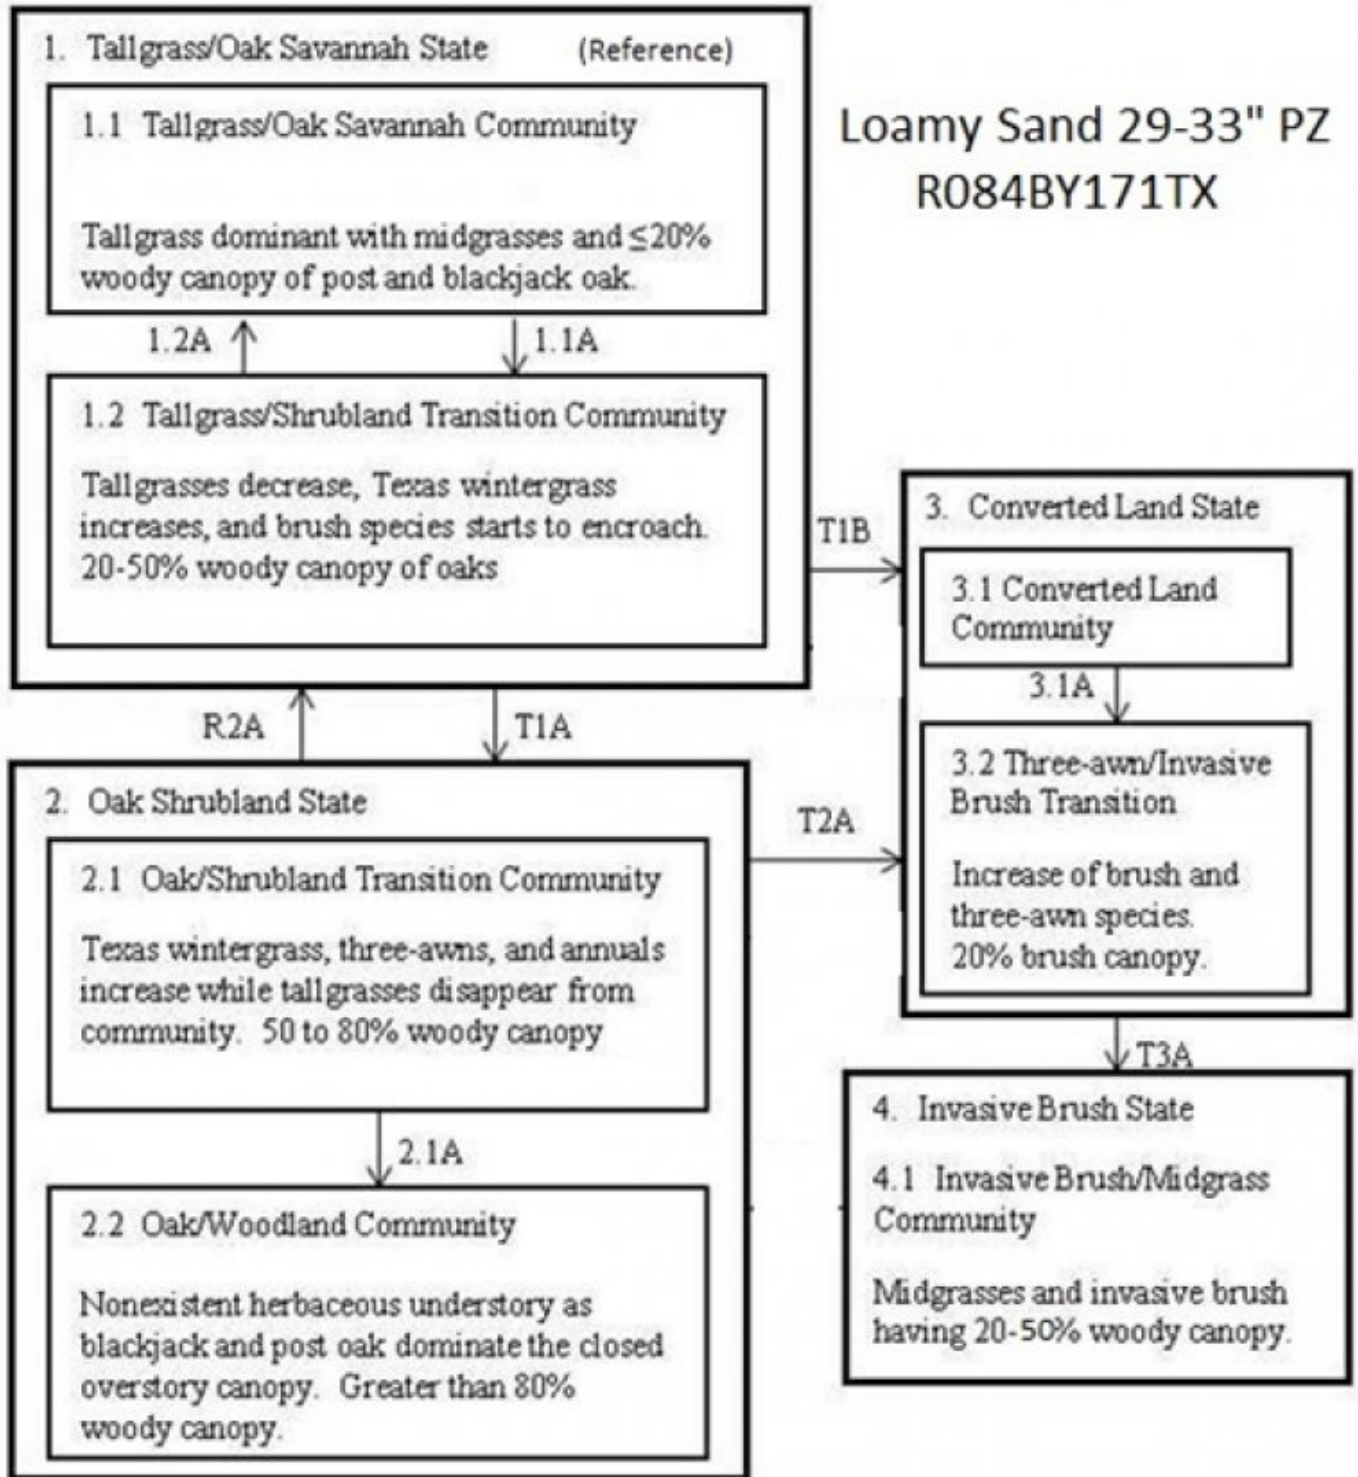 1. Tallgrass/Oak Savannah State (Reference)
1.1 Tallgrass/Oak Savannah Community
Tallgrass dominant with midgrasses and ≤20%
woody canopy of post and blackjack oak.
1.2A
1.1A
1.2 Tallgrass/Shrubland Transition Community
Tallgrasses decrease, Texas wintergrass
increases, and brush species starts to encroach.
20-50% woody canopy of oaks
Loamy Sand 29-33" PZ
R084BY171TX
T1B
R2A
T1A
2. Oak Shrubland State
2.1 Oak/Shrubland Transition Community
Texas wintergrass, three-awns, and annuals
increase while tallgrasses disappear from
community. 50 to 80% woody canopy
2.1A
2.2 Oak/Woodland Community
Nonexistent herbaceous understory as
blackjack and post oak dominate the closed
overstory canopy. Greater than 80%
woody canopy.
T2A
3. Converted Land State
3.1 Converted Land
Community
3.1A
3.2 Three-awn/Invasive
Brush Transition
Increase of brush and
three-awn species.
20% brush canopy.
T3A
4. Invasive Brush State
4.1 Invasive Brush/Midgrass
Community
Midgrasses and invasive brush
having 20-50% woody canopy.